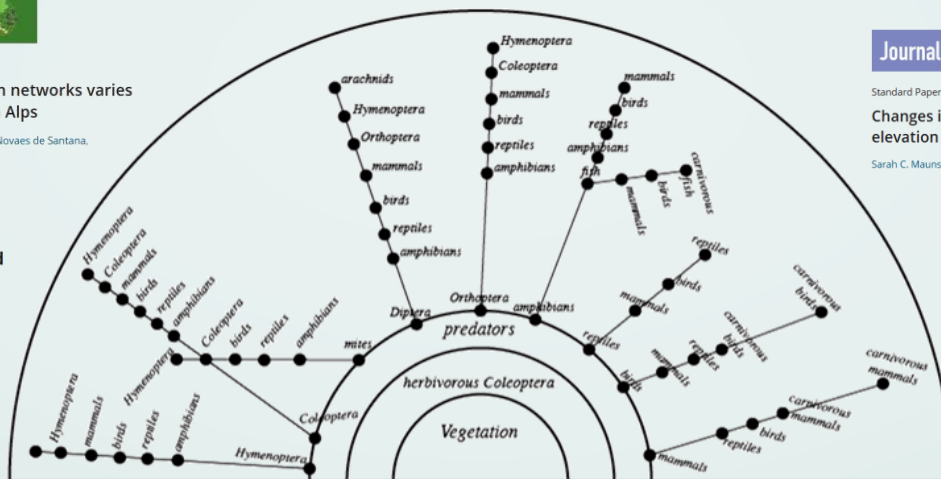 n networks varies
Alps
Novaes de Santana,
d
Journal
Standard Paper
Changes i
elevation
Sarah C. Mauns
arachnids
Hymenoptera
Orthoptera
mammals
birds
reptiles
amphibians
Diptera
Hymenoptera
Coleoptera
mammals
birds
reptiles
amphibians
Orthoptera
mammals
birds
reptiles
amphibians
fish
mammals
birds
carnivorous
fish
amphibians
reptiles
birds
mammals
reptiles
carnivorous
birds
carnivorous
birds
reptiles
mammals
birds
carnivorous
mammals
carnivorous
mammals
birds
reptiles
mammals
Hymenoptera
Coleoptera
mammals
birds
reptiles
amphibians
Hymenoptera
Coleoptera
birds
reptiles
amphibians
mites
Coleoptera
Hymenoptera
mammals
birds
reptiles
amphibians
Hymenoptera
predators
herbivorous Coleoptera
Vegetation